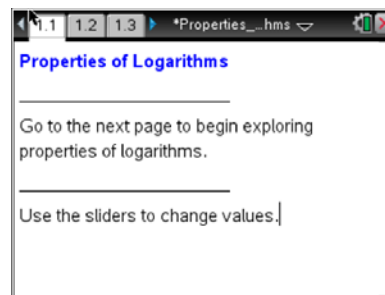 1.1 1.2 1.3 *Properties_...hms
Properties of Logarithms
Go to the next page to begin exploring
properties of logarithms.
Use the sliders to change values.